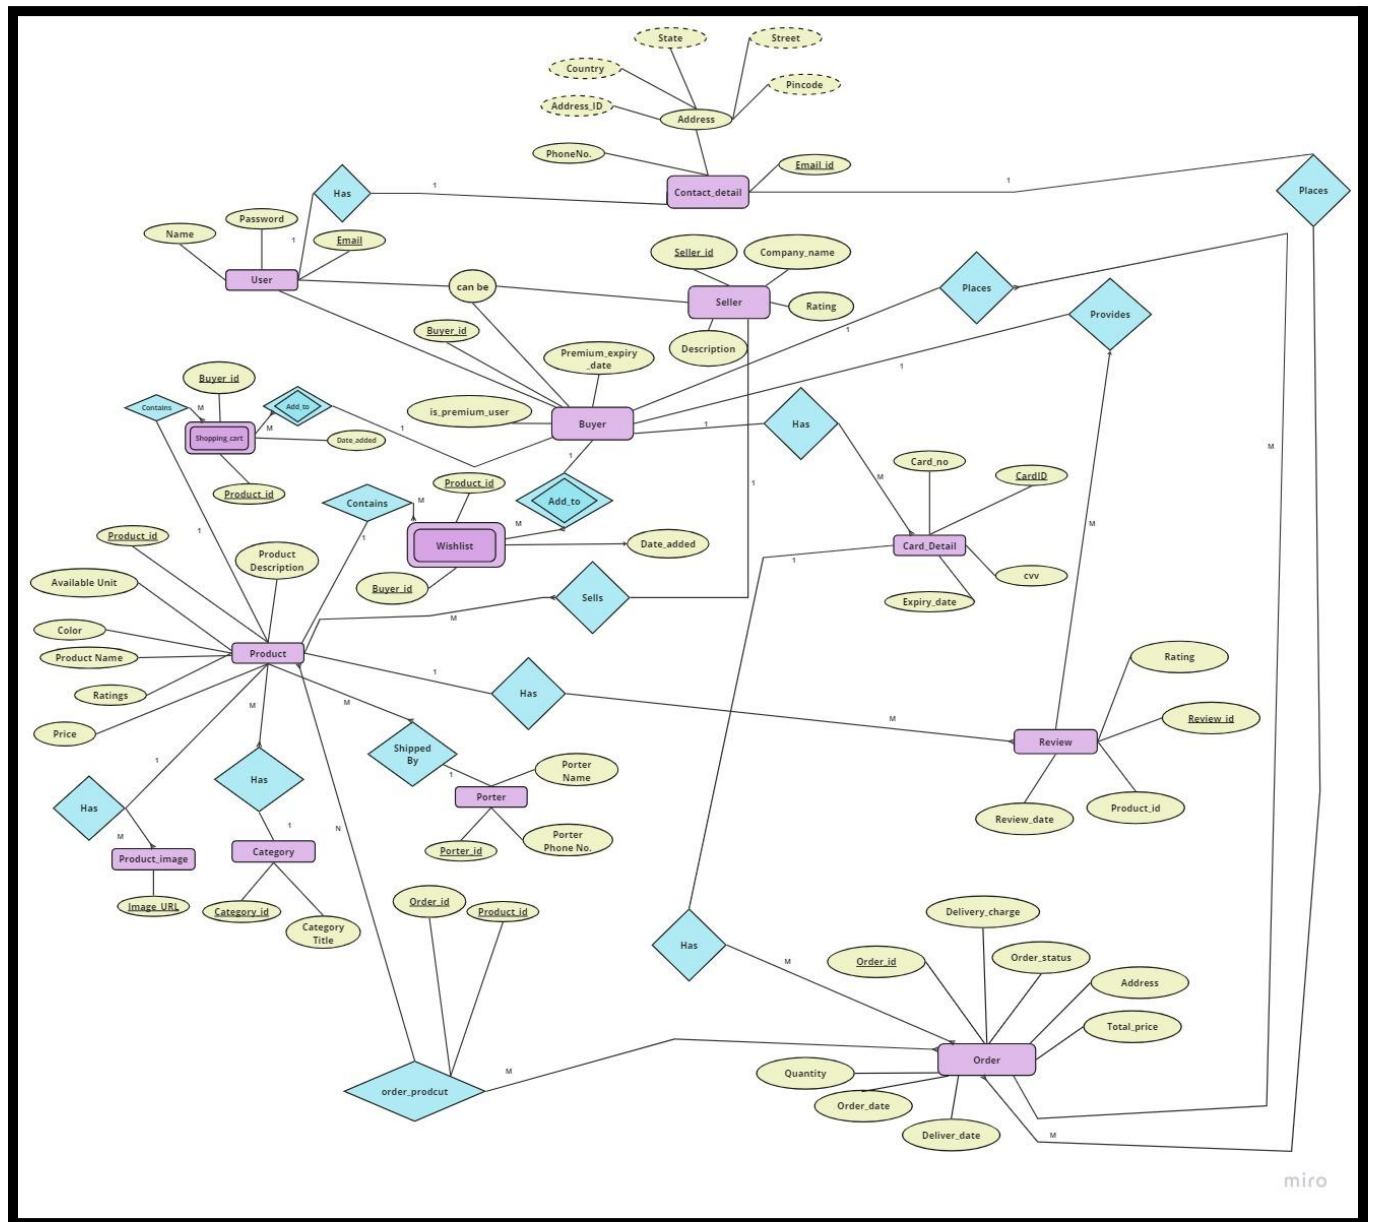 State
Street
Country
Pincode
Address_ID
Address
PhoneNo.
Email_id
Has
1
Contact_detail
1
Places
Name
Password
1
Email
User
can be
Seller_id
Company_name
Seller
Rating
Description
Places
Provides
1
1
Buyer_id
Premium_expiry
_date
is_premium_user
Buyer
1
Has
M
Buyer_id
Contains
M
Add_to
M
1
Shopping_cart
Date_added
Product_id
1
1
Product_id
Contains
M
1
Add_to
M
Wishlist
Date_added
Buyer_id
1
M
Card_no
CardID
Card_Detail
cvv
Expiry_date
1
M
Product_id
Product
Description
Available Unit
Color
Product Name
Ratings
Price
Product
Sells
M
1
Has
M
Rating
Review_id
Review
Product_id
Review_date
M
M
Shipped
By
1
Porter
Name
Porter
Porter
Phone No.
Porter_id
1
Has
M
Product_image
Image_URL
Has
1
Category
Category_id
Category
Title
N
Order_id
Product_id
order_prodcut
M
Has
M
Delivery_charge
Order_id
Order_status
Address
Total_price
Order
Quantity
Order_date
Deliver_date
M
miro